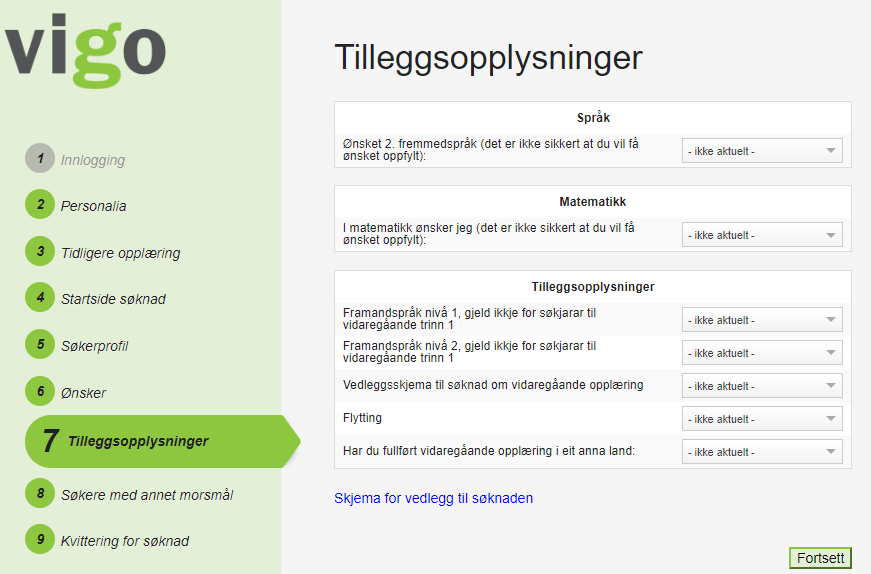 vigo
1 Innlogging
2 Personalia
3 Tidligere opplæring
4 Startside søknad
5 Søkerprofil
6 Ønsker
7 Tilleggsopplysninger
8 Søkere med annet morsmål
9 Kvittering for søknad
Tilleggsopplysninger
Språk
Ønsket 2. fremmedspråk (det er ikke sikkert at du vil få
ønsket oppfylt):
- ikke aktuelt -
Matematikk
I matematikk ønsker jeg (det er ikke sikkert at du vil få
ønsket oppfylt):
- ikke aktuelt -
Tilleggsopplysninger
Framandspråk nivå 1, gjeld ikkje for søkjarar til
vidaregåande trinn 1
- ikke aktuelt -
Framandspråk nivå 2, gjeld ikkje for søkjarar til
vidaregåande trinn 1
- ikke aktuelt -
Vedleggsskjema til søknad om vidaregåande opplæring
- ikke aktuelt -
Flytting
- ikke aktuelt -
Har du fullført vidaregåande opplæring i eit anna land:
- ikke aktuelt -
Skjema for vedlegg til søknaden
Fortsett